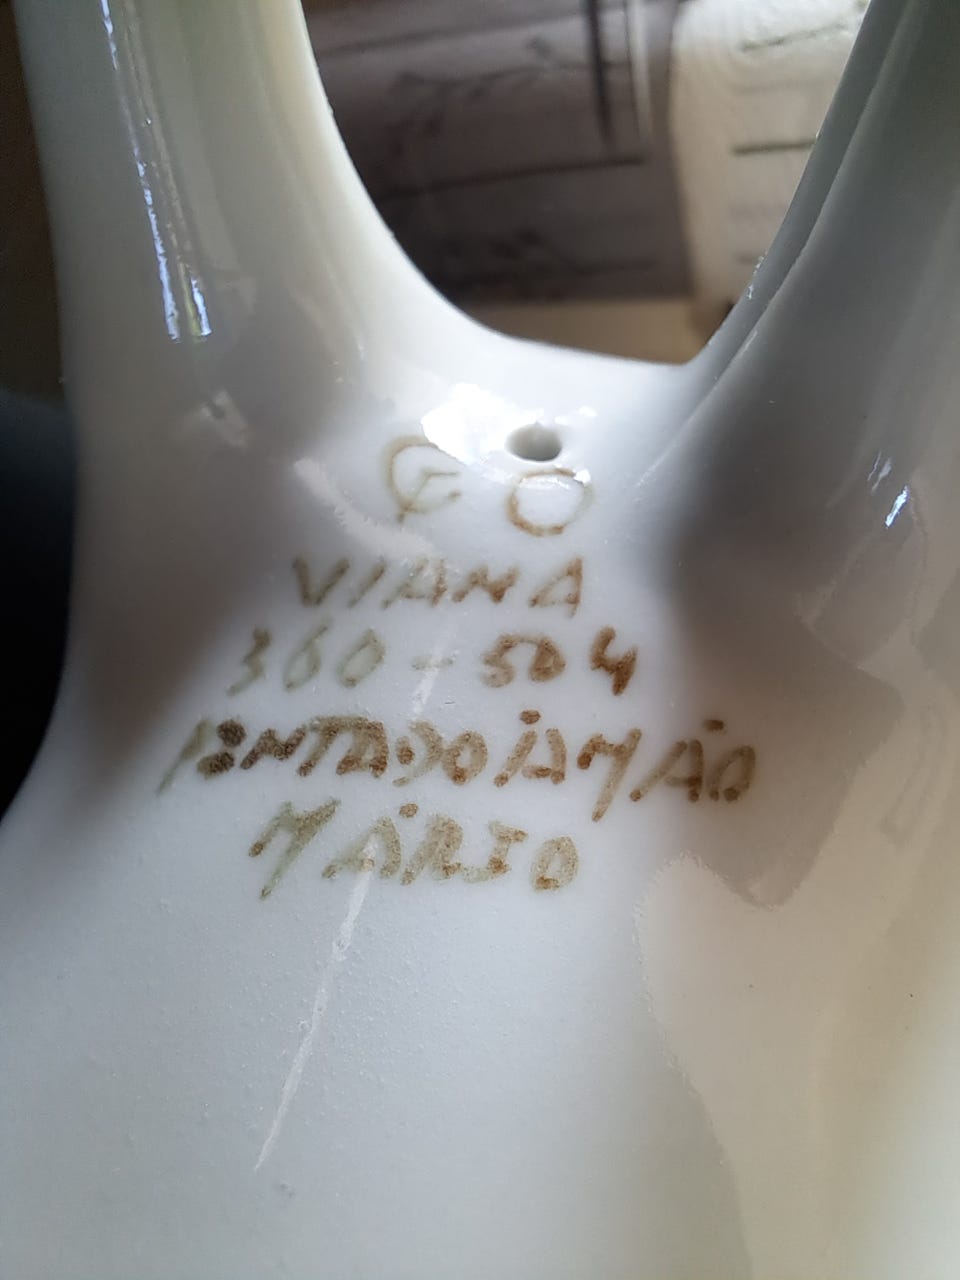 VIANA
360-504
PINTADO À MÃO
MÁRIO